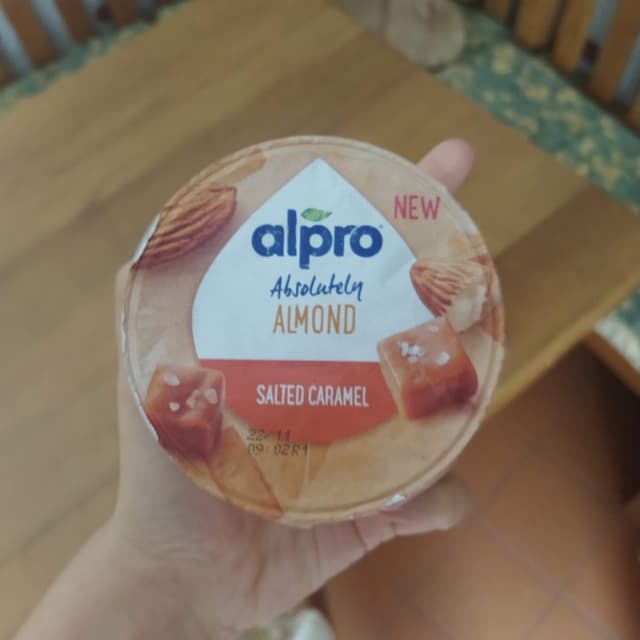 NEW
alpro
Absolutely
ALMOND
SALTED CARAMEL
22 11
09:02R1